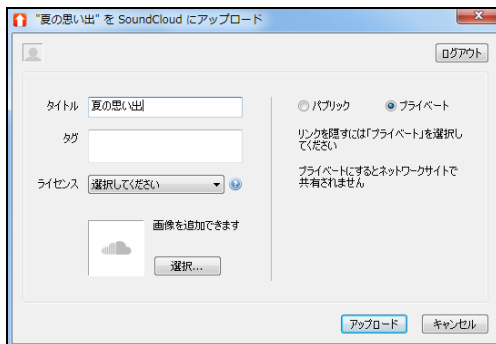 "夏の思い出" を SoundCloud にアップロード
ログアウト
タイトル
夏の思い出
タグ
ライセンス
選択してください
画像を追加できます
選択...
パブリック
プライベート
リンクを隠すには「プライベート」を選択し
てください
プライベートにするとネットワークサイトで
共有されません
アップロード
キャンセル